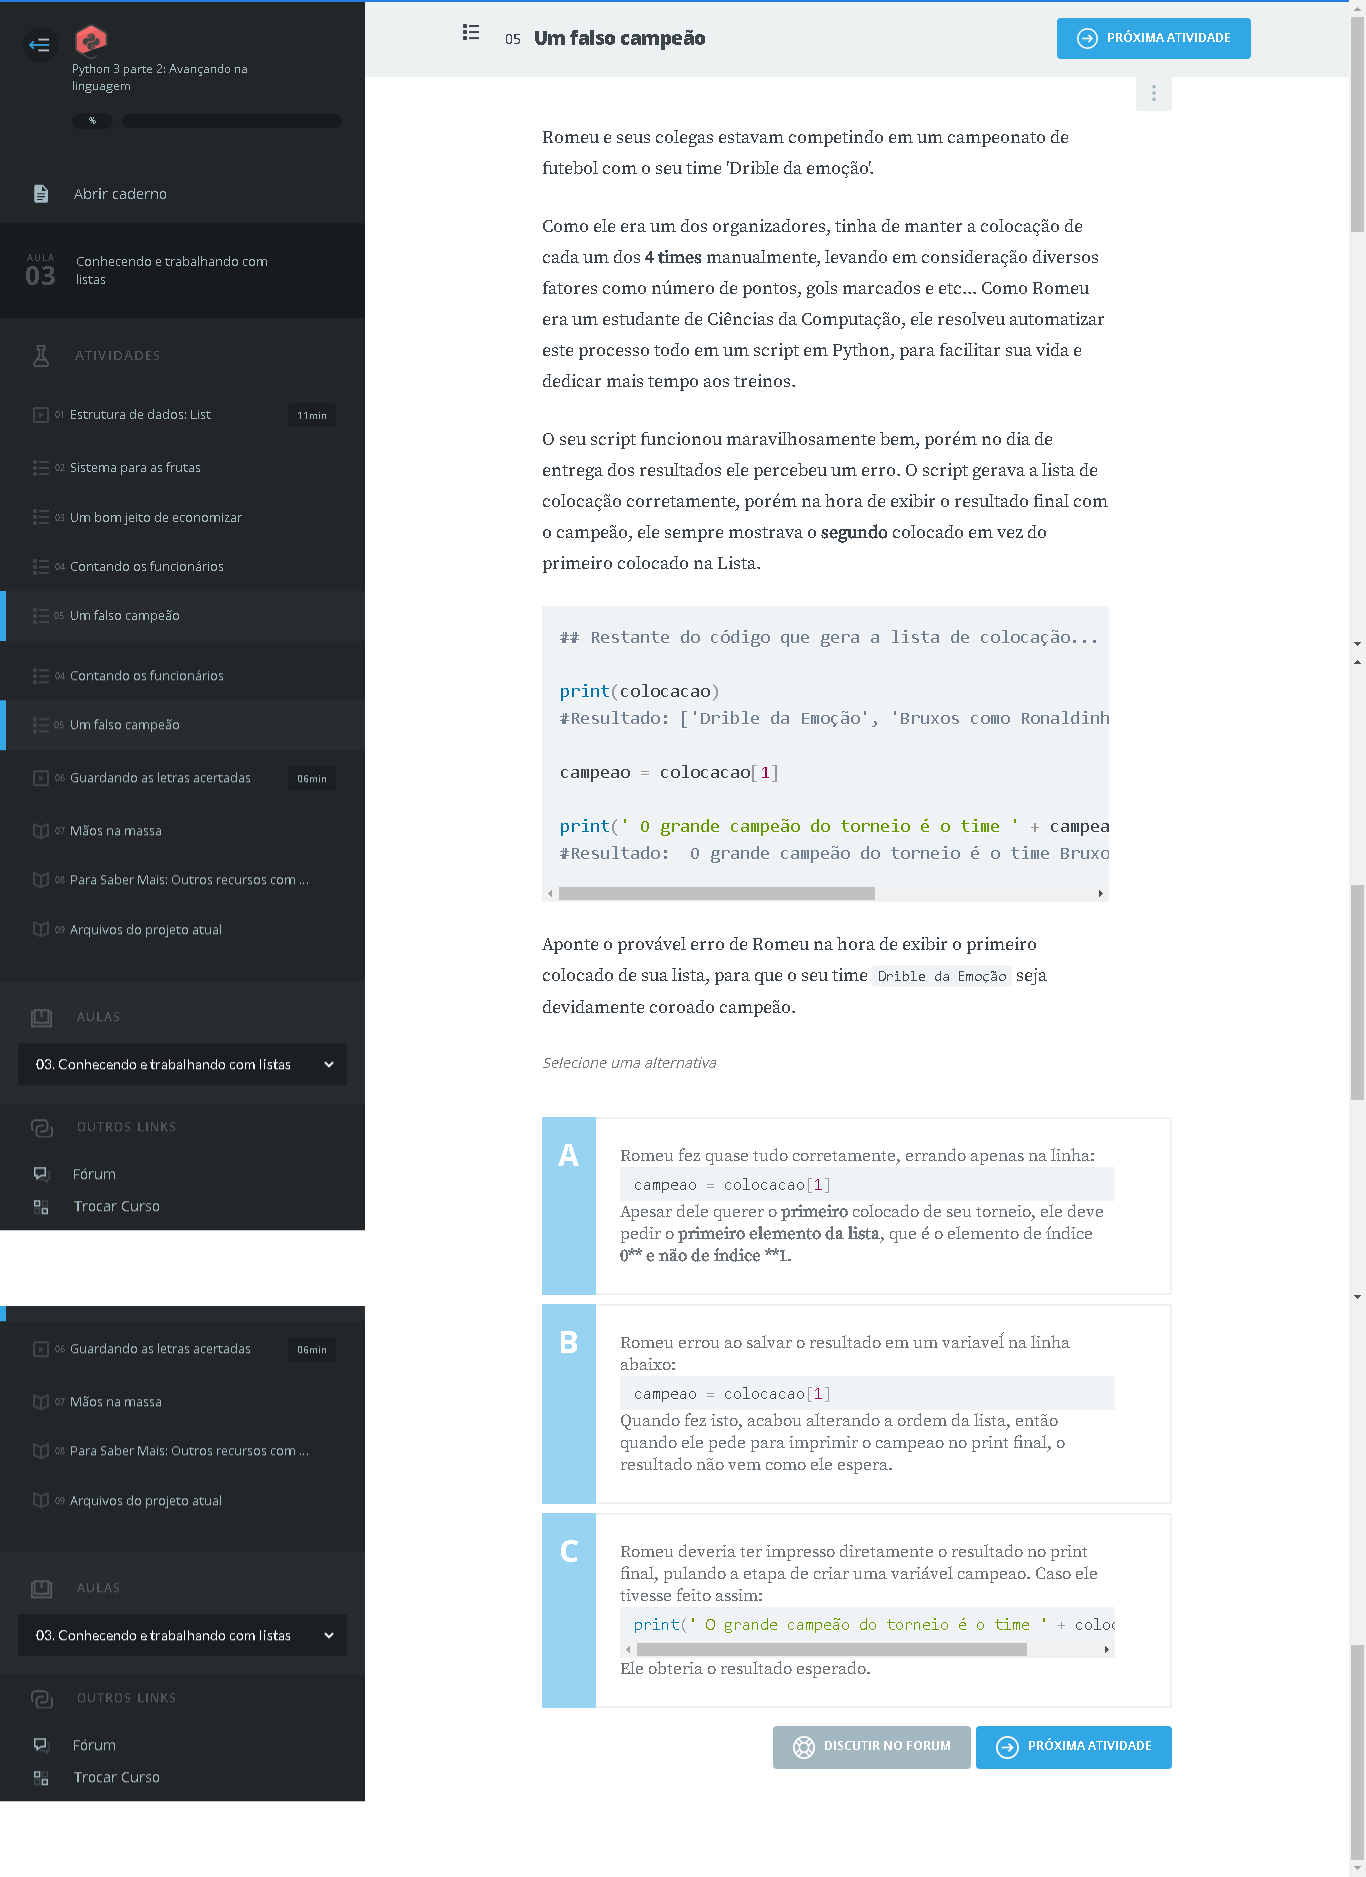 Python 3 parte 2: Avançando na
linguagem
%
Abrir caderno
AULA
03
Conhecendo e trabalhando com
listas
ATIVIDADES
01 Estrutura de dados: List 11min
02 Sistema para as frutas
03 Um bom jeito de economizar
04 Contando os funcionários
05 Um falso campeão
04 Contando os funcionários
05 Um falso campeão
06 Guardando as letras acertadas 06min
07 Mãos na massa
08 Para Saber Mais: Outros recursos com ...
09 Arquivos do projeto atual
AULAS
03. Conhecendo e trabalhando com listas
OUTROS LINKS
Fórum
Trocar Curso
06 Guardando as letras acertadas 06min
07 Mãos na massa
08 Para Saber Mais: Outros recursos com ...
09 Arquivos do projeto atual
AULAS
03. Conhecendo e trabalhando com listas
OUTROS LINKS
Fórum
Trocar Curso
05 Um falso campeão
PRÓXIMA ATIVIDADE
Romeu e seus colegas estavam competindo em um campeonato de
futebol com o seu time 'Drible da emoção'.
Como ele era um dos organizadores, tinha de manter a colocação de
cada um dos 4 times manualmente, levando em consideração diversos
fatores como número de pontos, gols marcados e etc... Como Romeu
era um estudante de Ciências da Computação, ele resolveu automatizar
este processo todo em um script em Python, para facilitar sua vida e
dedicar mais tempo aos treinos.
O seu script funcionou maravilhosamente bem, porém no dia de
entrega dos resultados ele percebeu um erro. O script gerava a lista de
colocação corretamente, porém na hora de exibir o resultado final com
o campeão, ele sempre mostrava o segundo colocado em vez do
primeiro colocado na Lista.
## Restante do código que gera a lista de colocação...
print(colocacao)
#Resultado: ['Drible da Emoção', 'Bruxos como Ronaldinh
campeao = colocacao[1]
print(' O grande campeão do torneio é o time ' + campea
#Resultado:  O grande campeão do torneio é o time Bruxo
Aponte o provável erro de Romeu na hora de exibir o primeiro
colocado de sua lista, para que o seu time Drible da Emoção seja
devidamente coroado campeão.
Selecione uma alternativa
A
Romeu fez quase tudo corretamente, errando apenas na linha:
campeao = colocacao[1]
Apesar dele querer o primeiro colocado de seu torneio, ele deve
pedir o primeiro elemento da lista, que é o elemento de índice
0** e não de índice **1.
B
Romeu errou ao salvar o resultado em um variaveĺ na linha
abaixo:
campeao = colocacao[1]
Quando fez isto, acabou alterando a ordem da lista, então
quando ele pede para imprimir o campeao no print final, o
resultado não vem como ele espera.
C
Romeu deveria ter impresso diretamente o resultado no print
final, pulando a etapa de criar uma variável campeao. Caso ele
tivesse feito assim:
print(' O grande campeão do torneio é o time ' + coloc
Ele obteria o resultado esperado.
DISCUTIR NO FORUM
PRÓXIMA ATIVIDADE